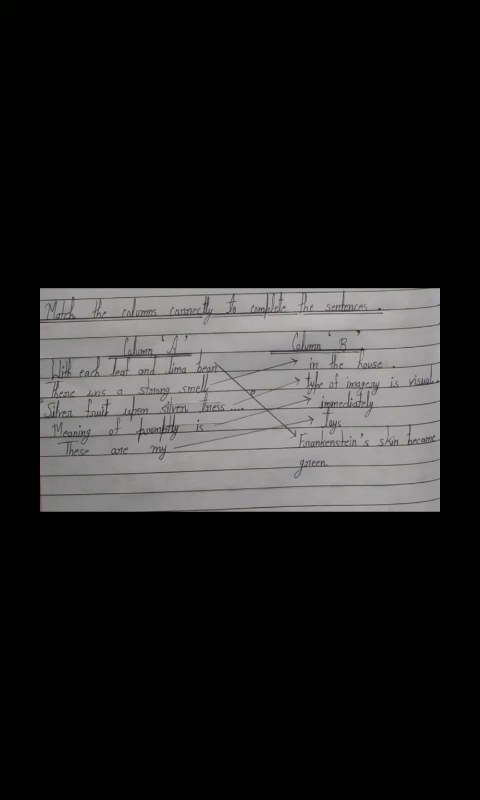 Match the columns correctly to complete the sentences.
Column 'A' Column 'B'
With each leaf and lima bean in the house.
There was a strong smell type of imagery is visual.
"Silver fruit upon silver tress...." immediately
Meaning of promptly is Toys
These are my Frankenstein's skin became
green.